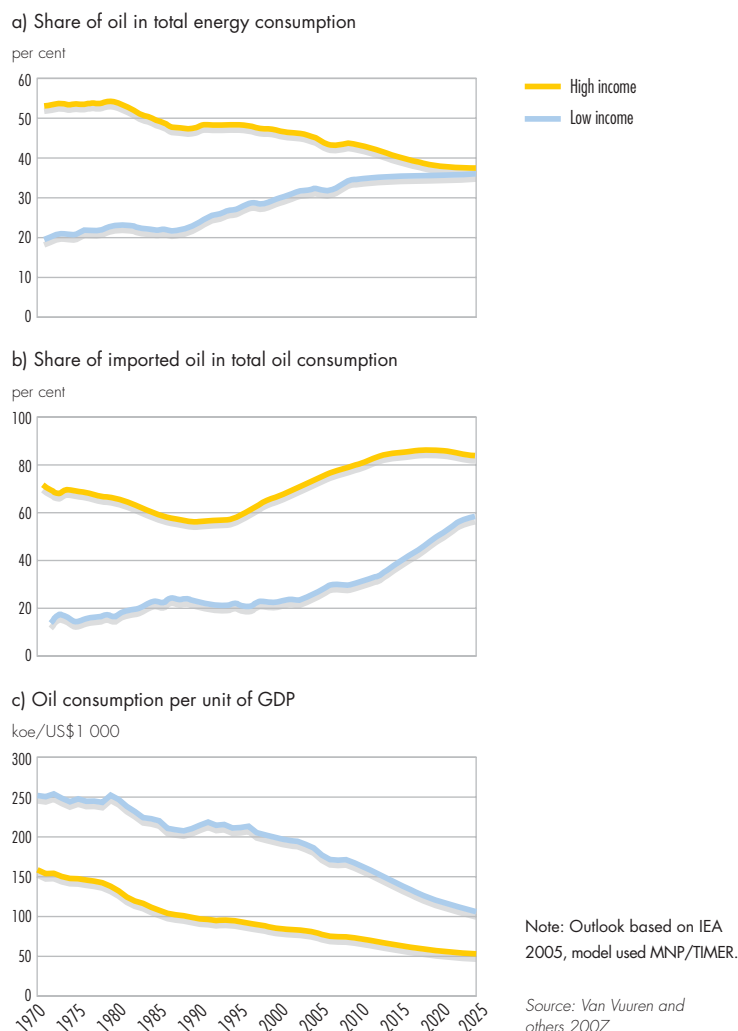 a) Share of oil in total energy consumption
per cent
60
50
40
30
20
10
0
High income
Low income
b) Share of imported oil in total oil consumption
per cent
100
80
60
40
20
0
c) Oil consumption per unit of GDP
koe/US$1 000
300
250
200
150
100
50
0
1970 1975 1980 1985 1990 1995 2000 2005 2010 2015 2020 2025
Note: Outlook based on IEA
2005, model used MNP/TIMER.
Source: Van Vuuren and
others 2007